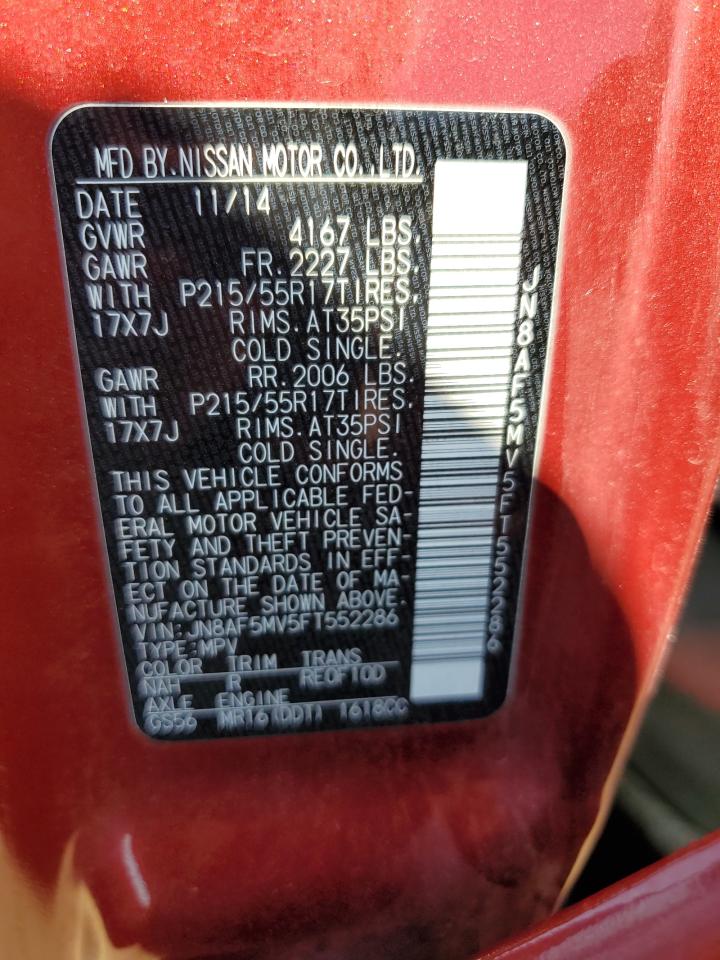 MFD BY.NISSAN MOTOR CO.,LTD.
DATE 11/14
GVWR 4167 LBS.
GAWR FR.2227 LBS.
WITH P215/55R17TIRES.
17X7J RIMS.AT35PSI
COLD SINGLE.
GAWR RR.2006 LBS.
WITH P215/55R17TIRES.
17X7J RIMS.AT35PSI
COLD SINGLE.
THIS VEHICLE CONFORMS
TO ALL APPLICABLE FED-
ERAL MOTOR VEHICLE SA-
FETY AND THEFT PREVEN-
TION STANDARDS IN EFF-
ECT ON THE DATE OF MA-
NUFACTURE SHOWN ABOVE.
VIN:JN8AF5MV5FT552286
TYPE:MPV
COLOR TRIM TRANS
NAH R RE0F10D
AXLE ENGINE
GS56 MR16(DDT) 1618CC
JN8AF5MV5FT552286